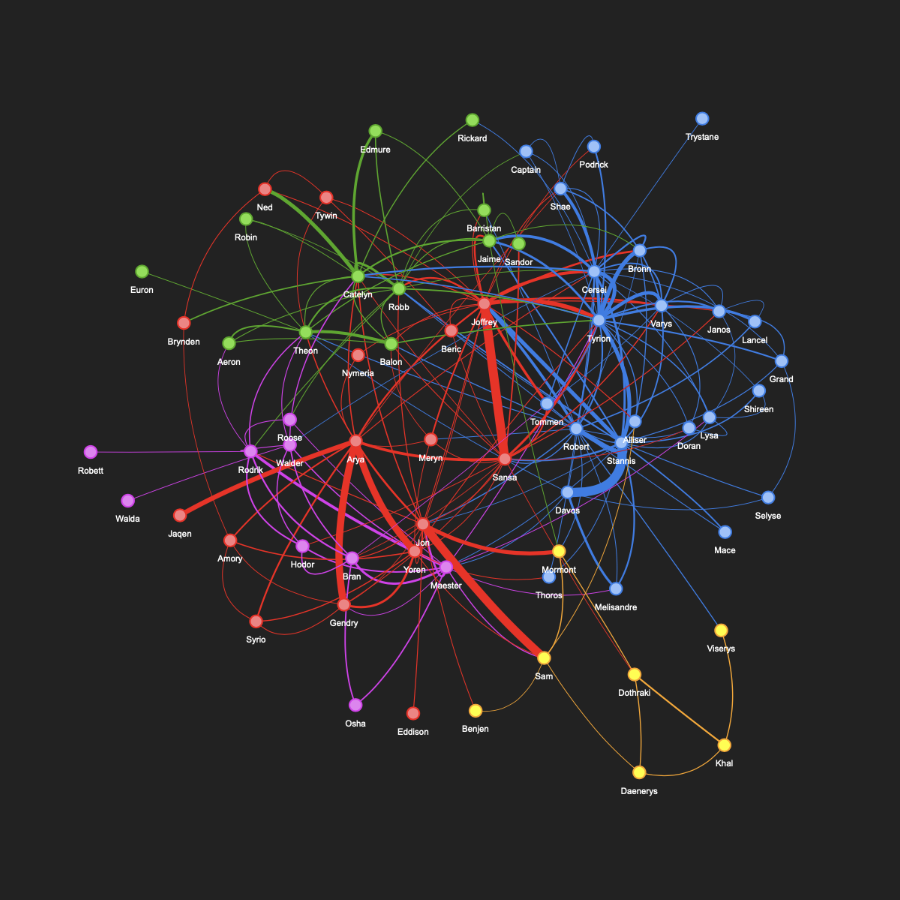 Trystane
Rickard
Edmure
Podrick
Captain
Shae
Ned
Tywin
Barristan
Robin
Jaime
Sandor
Bronn
Euron
Catelyn
Robb
Cersei
Joffrey
Varys
Janos
Brynden
Theon
Beric
Tyrion
Lancel
Aeron
Balon
Nymeria
Grand
Shireen
Tommen
Roose
Lysa
Walder
Arya
Meryn
Robert
Alliser
Doran
Stannis
Robett
Rodrik
Sansa
Walda
Davos
Selyse
Jaqen
Jon
Mace
Amory
Hodor
Bran
Yoren
Maester
Mormont
Thoros
Melisandre
Gendry
Syrio
Viserys
Sam
Dothraki
Osha
Eddison
Benjen
Khal
Daenerys